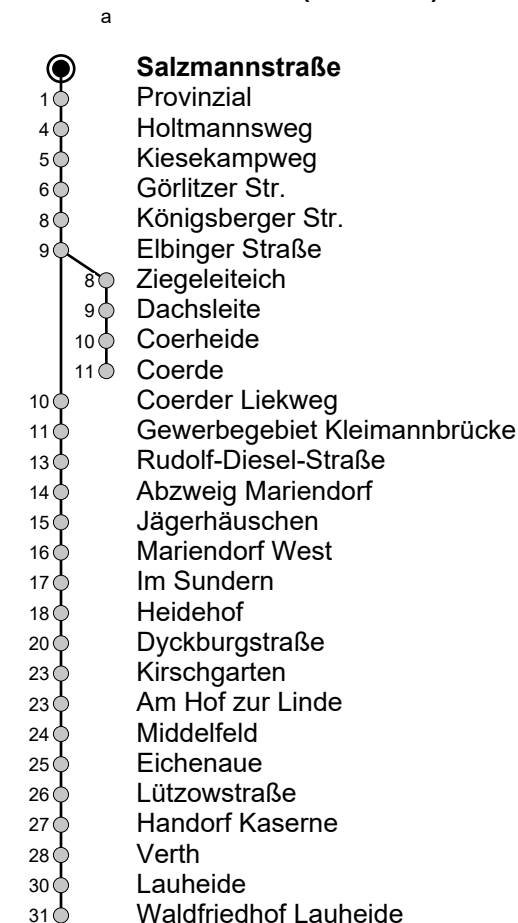 a
Salzmannstraße
1 Provinzial
4 Holtmannsweg
5 Kiesekampweg
6 Görlitzer Str.
8 Königsberger Str.
9 Elbinger Straße
8 Ziegeleiteich
9 Dachsleite
10 Coerheide
11 Coerde
10 Coerder Liekweg
11 Gewerbegebiet Kleimannbrücke
13 Rudolf-Diesel-Straße
14 Abzweig Mariendorf
15 Jägerhäuschen
16 Mariendorf West
17 Im Sundern
18 Heidehof
20 Dyckburgstraße
23 Kirschgarten
23 Am Hof zur Linde
24 Middelfeld
25 Eichenaue
26 Lützowstraße
27 Handorf Kaserne
28 Verth
30 Lauheide
31 Waldfriedhof Lauheide